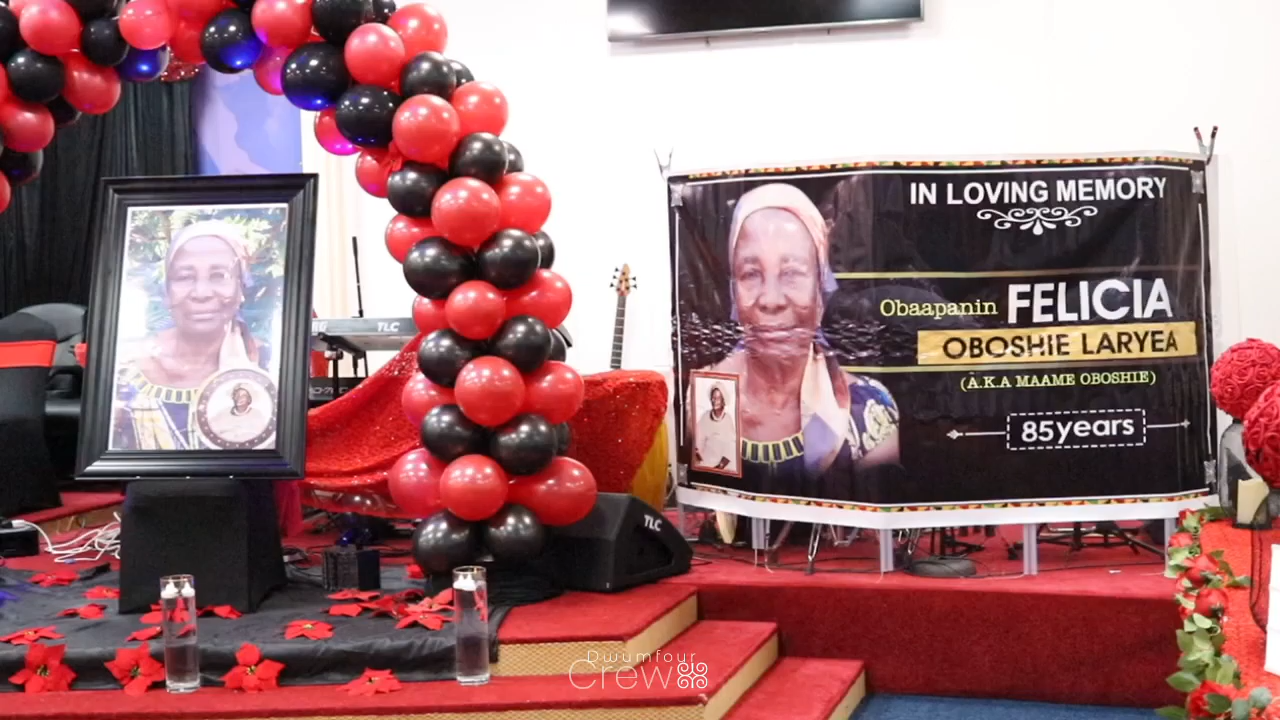 IN LOVING MEMORY
Obaapanin FELICIA
OBOSHIE LARYEA
(A.K.A MAAME OBOSHIE)
85years
TLC
TLC
Dwumfour
Crew